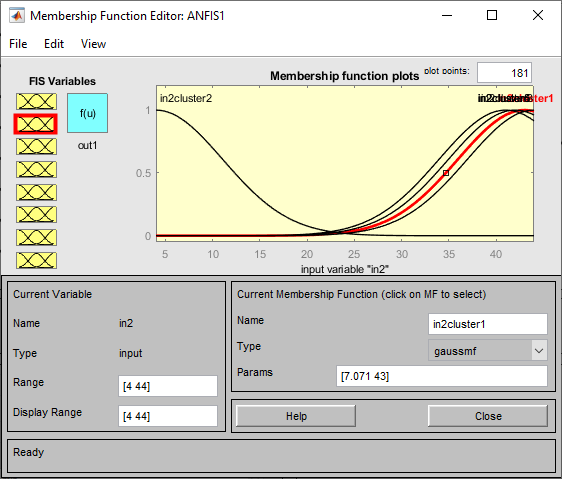 Membership Function Editor: ANFIS1
File Edit View
FIS Variables
f(u)
out1
Membership function plots
plot points:
181
in2cluster2
1
0.5
0
5 10 15 20 25 30 35 40
input variable "in2"
Current Variable
Name in2
Type input
Range [4 44]
Display Range [4 44]
Current Membership Function (click on MF to select)
Name in2cluster1
Type gaussmf
Params [7.071 43]
Help Close
Ready